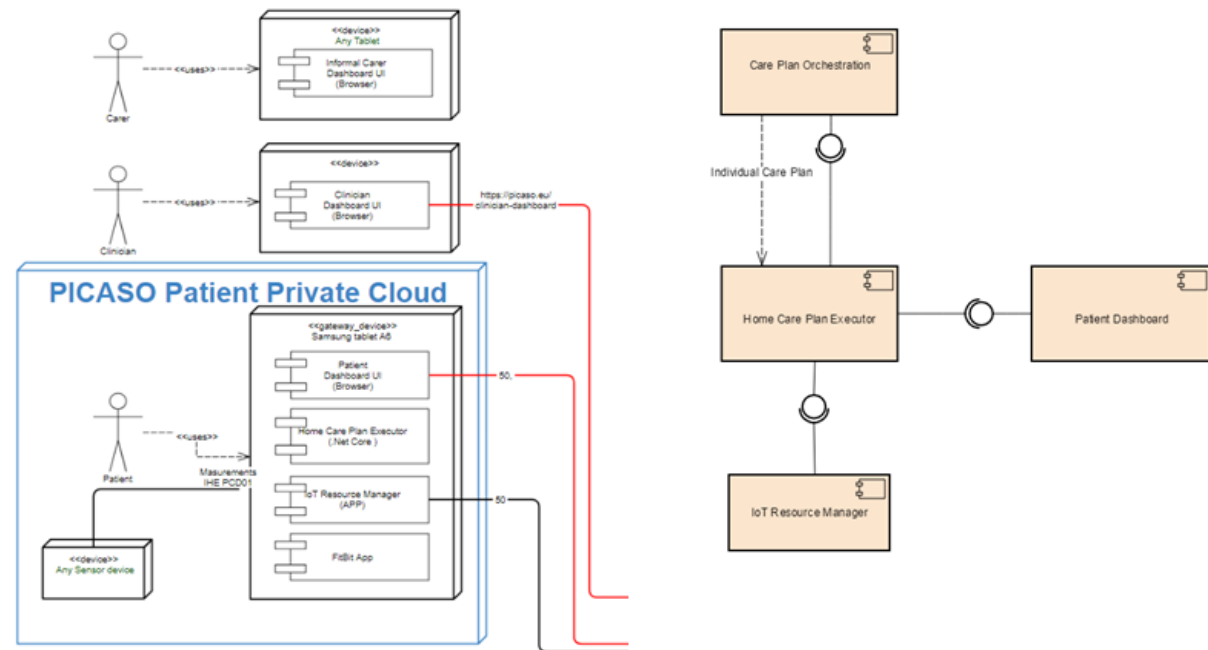 <<device>>
Any Tablet
Informal Carer
Dashboard UI
(Browser)
<<uses>>
Carer
<<device>>
Clinician
Dashboard UI
(Browser)
<<uses>>
Clinician
https://picaso.eu/
clinician-dashboard
PICASO Patient Private Cloud
<<gateway_device>>
Samsung tablet A6
Patient
Dashboard UI
(Browser)
50,
Home Care Plan Executor
(.Net Core )
<<uses>>
Patient
Masurements
IHE PCD01
IoT Resource Manager
(APP)
50
FitBit App
<<device>>
Any Sensor device
Care Plan Orchestration
Individual Care Plan
Home Care Plan Executor
Patient Dashboard
IoT Resource Manager